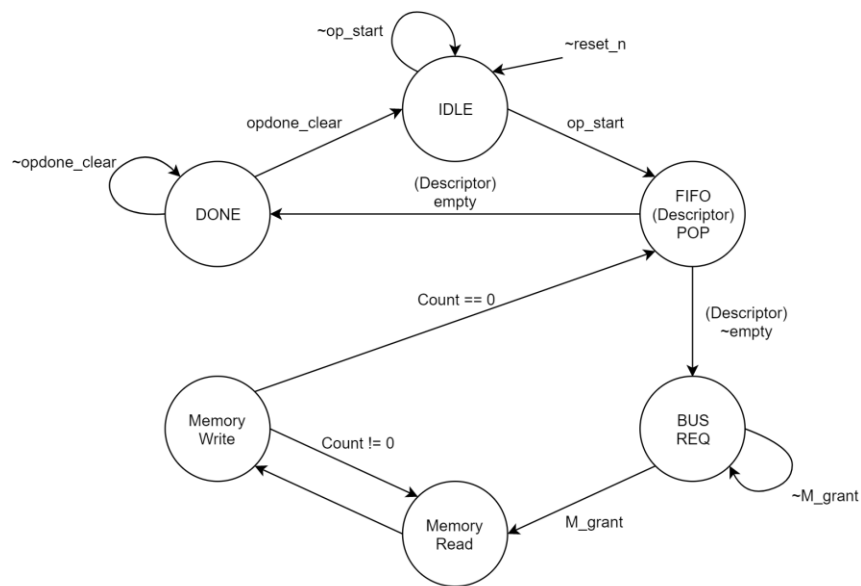 ~op_start
~reset_n
IDLE
opdone_clear
op_start
~opdone_clear
(Descriptor)
empty
DONE
FIFO
(Descriptor)
POP
Count == 0
(Descriptor)
~empty
Memory
Write
Count != 0
BUS
REQ
~M_grant
M_grant
Memory
Read